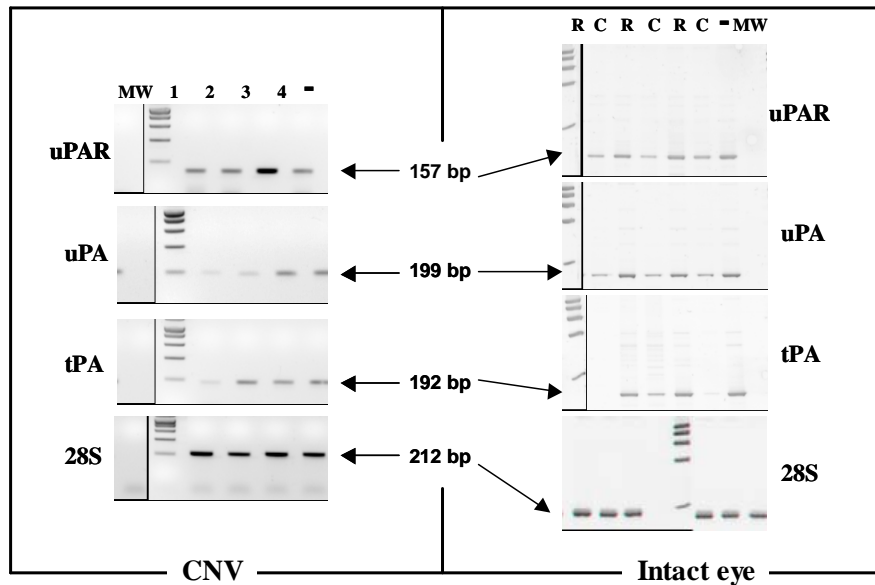 MW 1 2 3 4 -
uPAR
uPA
tPA
28S
157 bp
199 bp
192 bp
212 bp
R C R C R C - MW
uPAR
uPA
tPA
28S
CNV
Intact eye